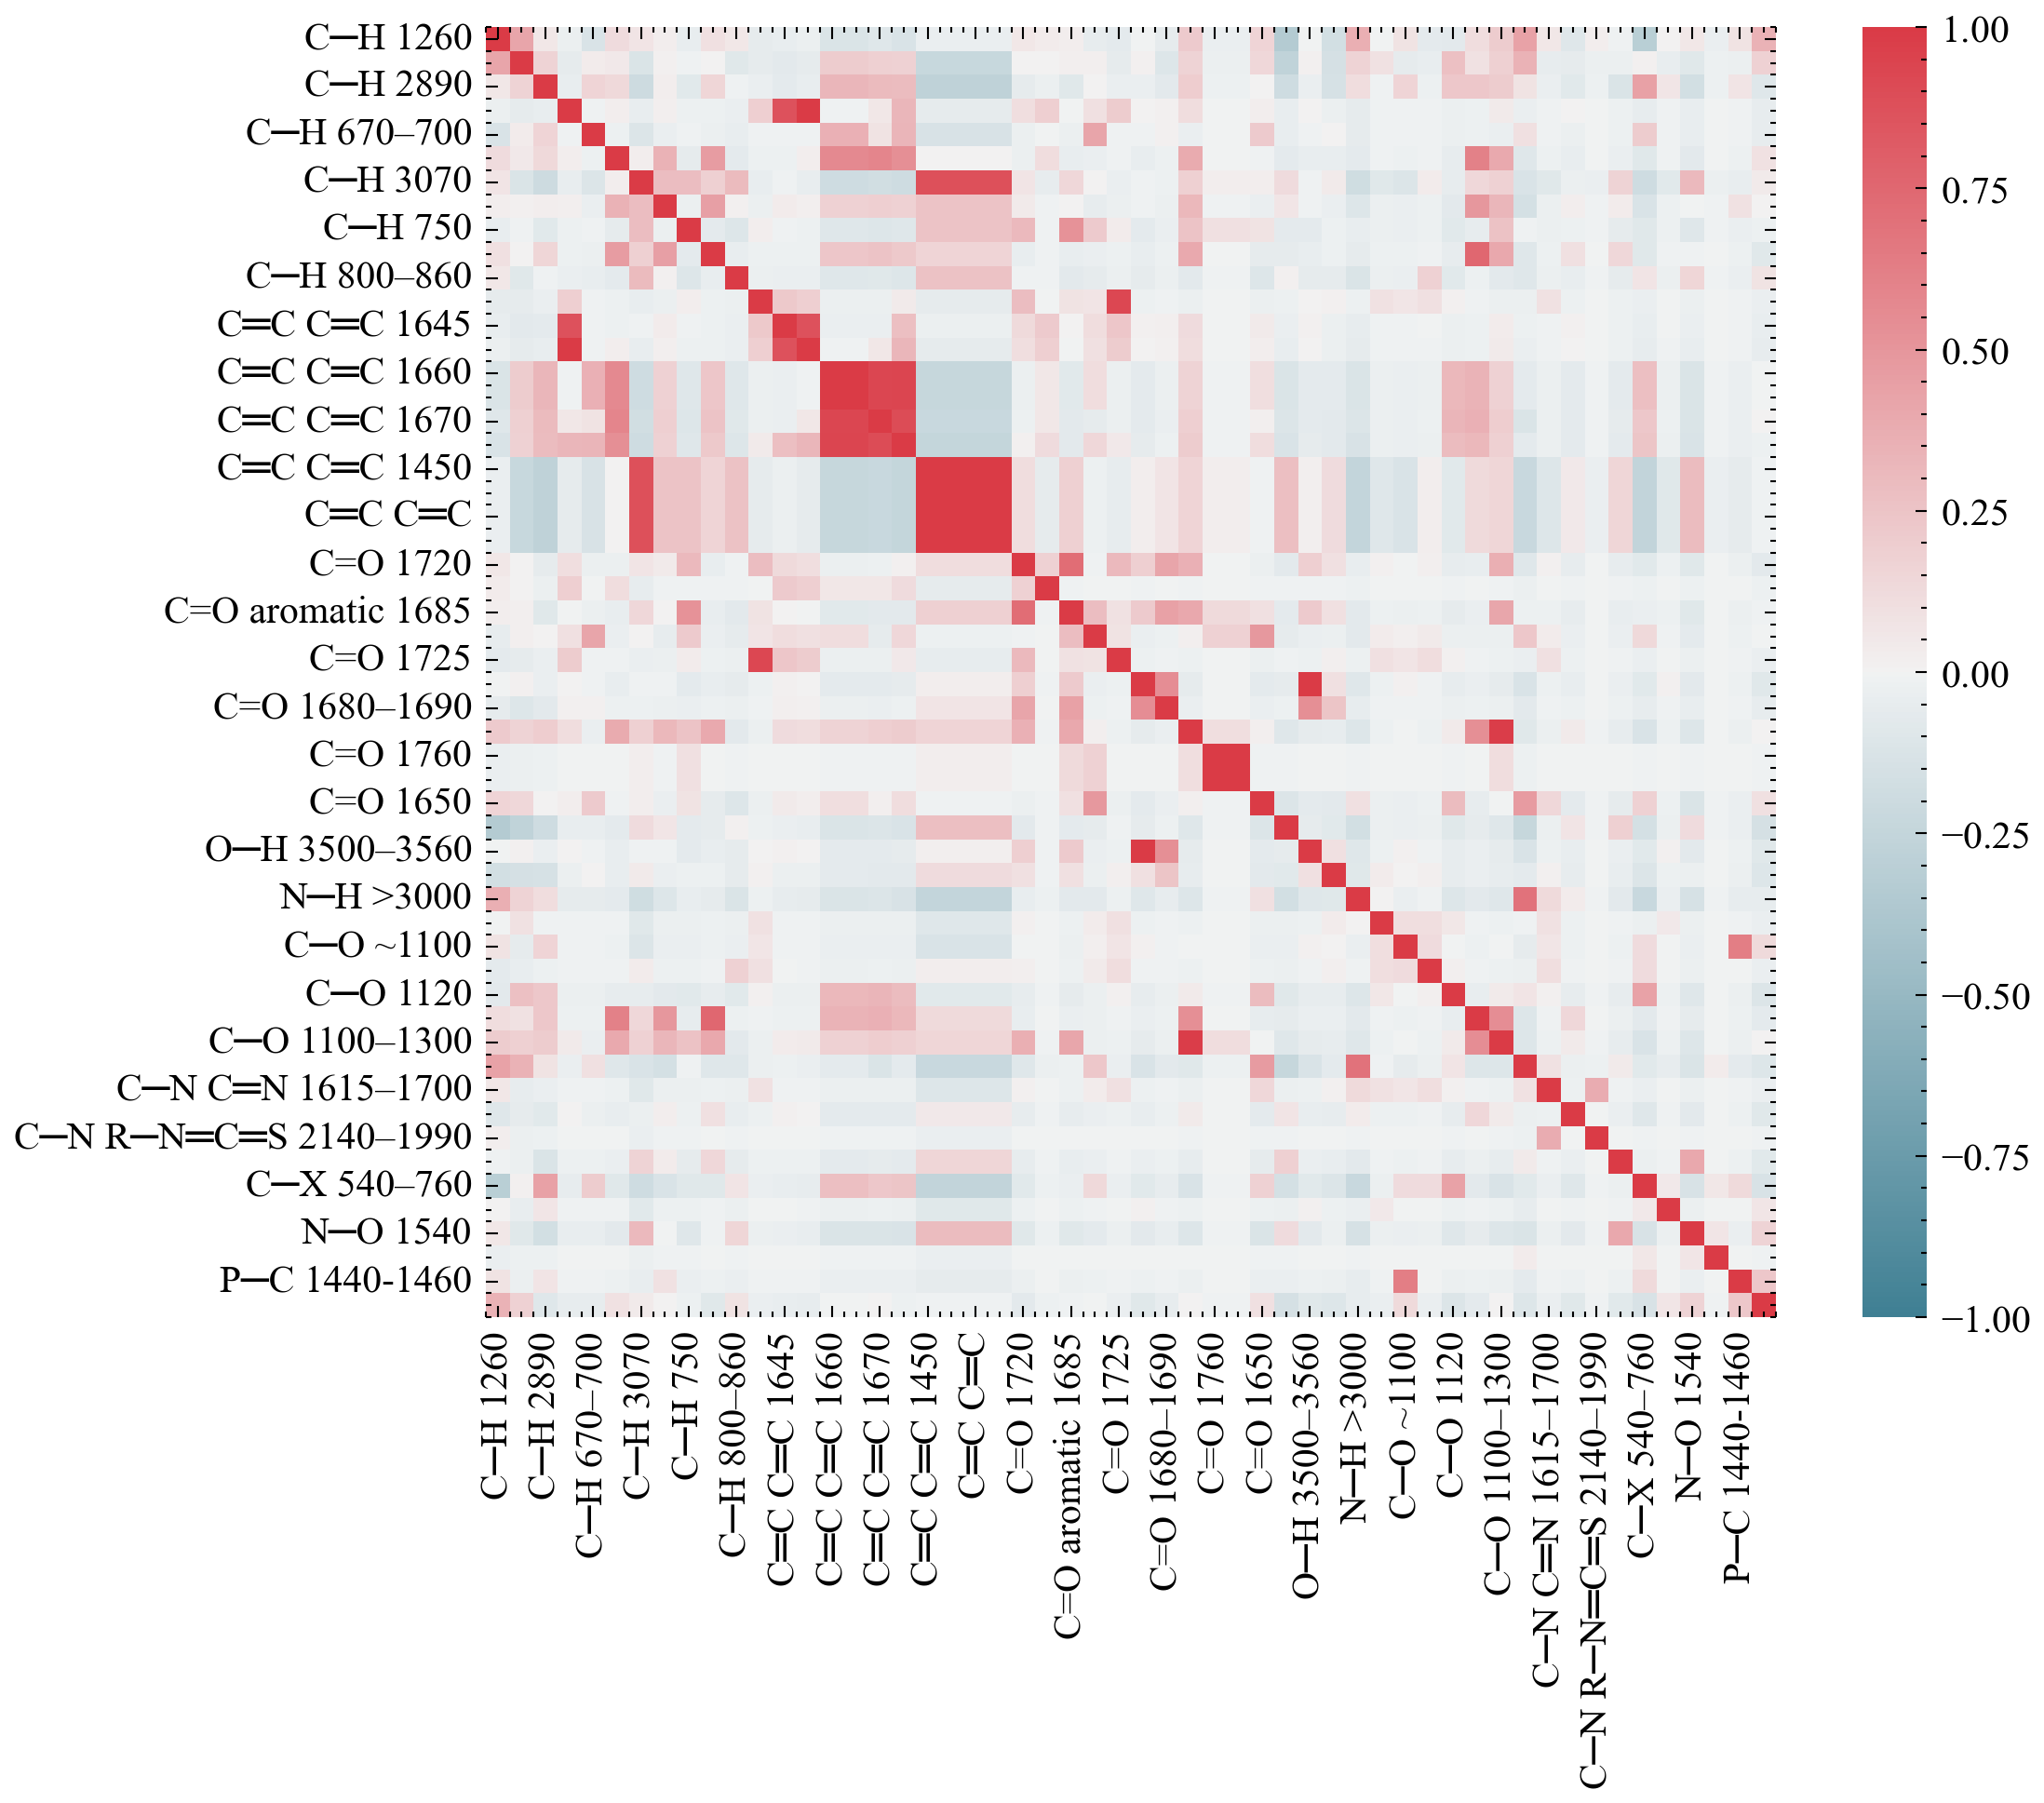 C─H 1260
C─H 2890
C─H 670–700
C─H 3070
C─H 750
C─H 800–860
C═C C═C 1645
C═C C═C 1660
C═C C═C 1670
C═C C═C 1450
C═C C═C
C=O 1720
C=O aromatic 1685
C=O 1725
C=O 1680–1690
C=O 1760
C=O 1650
O─H 3500–3560
N─H >3000
C─O ~1100
C─O 1120
C─O 1100–1300
C─N C═N 1615–1700
C─N R─N═C═S 2140–1990
C─X 540–760
N─O 1540
P─C 1440-1460
C─H 1260
C─H 2890
C─H 670–700
C─H 3070
C─H 750
C─H 800–860
C═C C═C 1645
C═C C═C 1660
C═C C═C 1670
C═C C═C 1450
C═C C═C
C=O 1720
C=O aromatic 1685
C=O 1725
C=O 1680–1690
C=O 1760
C=O 1650
O─H 3500–3560
N─H >3000
C─O ~1100
C─O 1120
C─O 1100–1300
C─N C═N 1615–1700
C─N R─N═C═S 2140–1990
C─X 540–760
N─O 1540
P─C 1440-1460
1.00
0.75
0.50
0.25
0.00
−0.25
−0.50
−0.75
−1.00